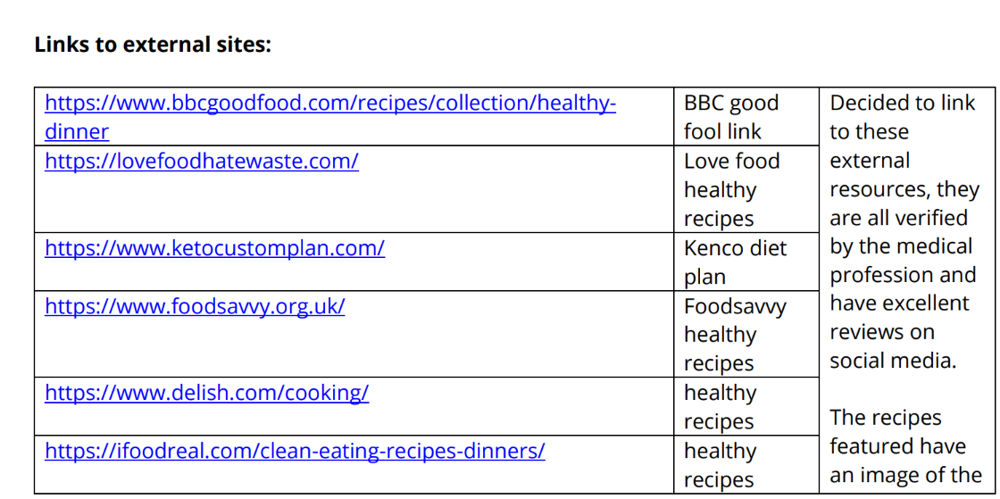 Links to external sites:
https://www.bbcgoodfood.com/recipes/collection/healthy-
dinner
BBC good
fool link
https://lovefoodhatewaste.com/
Love food
healthy
recipes
https://www.ketocustomplan.com/
Kenco diet
plan
https://www.foodsavvy.org.uk/
Foodsavvy
healthy
recipes
https://www.delish.com/cooking/
healthy
recipes
https://ifoodreal.com/clean-eating-recipes-dinners/
healthy
recipes
Decided to link
to these
external
resources, they
are all verified
by the medical
profession and
have excellent
reviews on
social media.
The recipes
featured have
an image of the